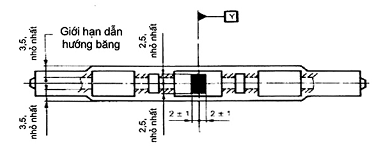 Y
Giới hạn dẫn
hướng băng
3,5,
nhỏ nhất
2,5,
nhỏ nhất
3,5,
nhỏ nhất
2,5,
nhỏ nhất
2 ± 1
2 ± 1